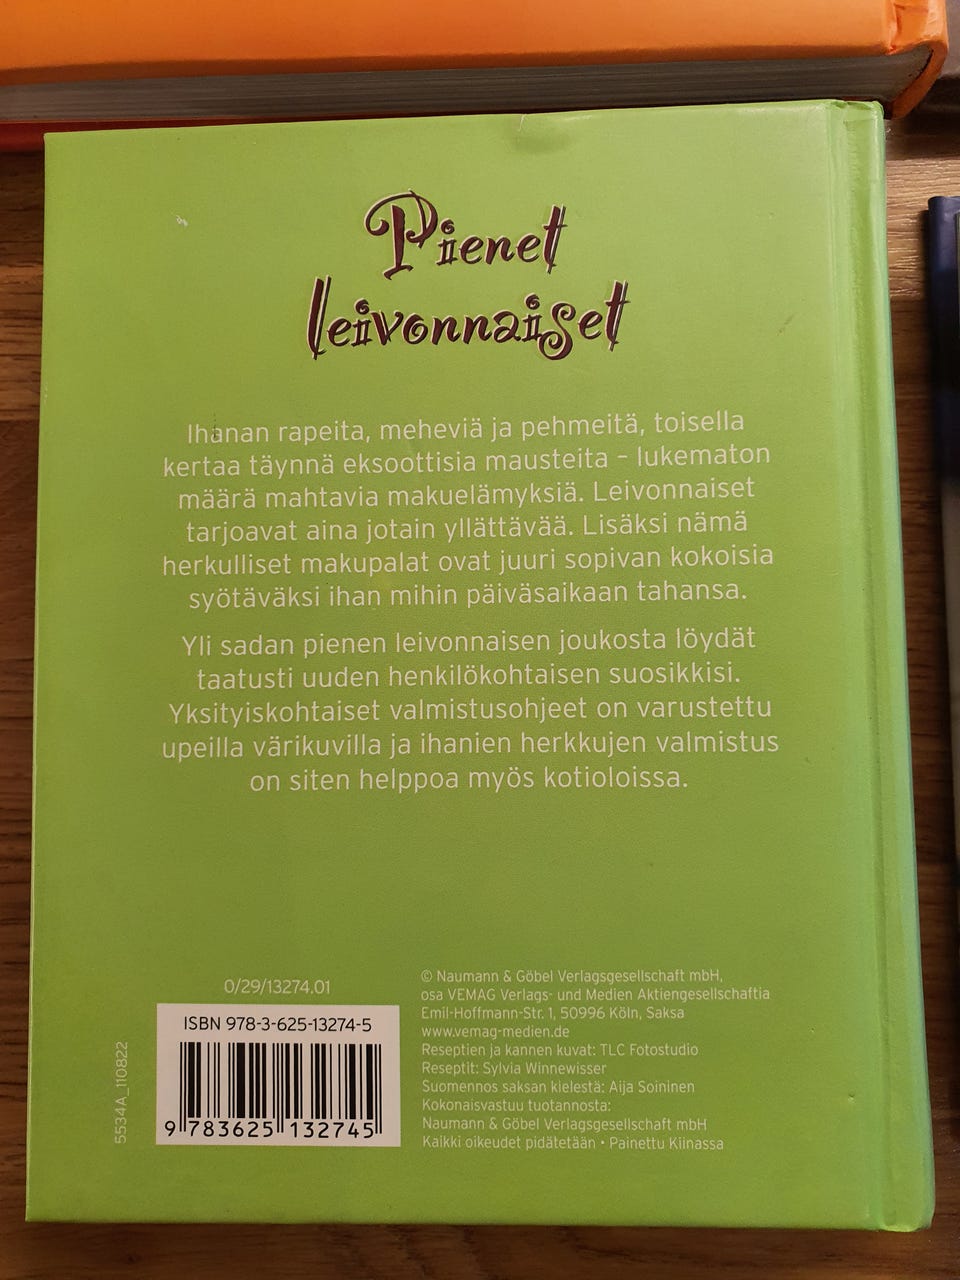 Pienet
leivonnaiset
Ihanan rapeita, meheviä ja pehmeitä, toisella
kertaa täynnä eksoottisia mausteita – lukematon
määrä mahtavia makuelämyksiä. Leivonnaiset
tarjoavat aina jotain yllättävää. Lisäksi nämä
herkulliset makupalat ovat juuri sopivan kokoisia
syötäväksi ihan mihin päiväsaikaan tahansa.
Yli sadan pienen leivonnaisen joukosta löydät
taatusti uuden henkilökohtaisen suosikkisi.
Yksityiskohtaiset valmistusohjeet on varustettu
upeilla värikuvilla ja ihanien herkkujen valmistus
on siten helppoa myös kotioloissa.
0/29/13274.01
ISBN 978-3-625-13274-5
9 783625 132745
5534A_110822
© Naumann & Göbel Verlagsgesellschaft mbH,
osa VEMAG Verlags- und Medien Aktiengesellschaftia
Emil-Hoffmann-Str. 1, 50996 Köln, Saksa
www.vemag-medien.de
Reseptien ja kannen kuvat: TLC Fotostudio
Reseptit: Sylvia Winnewisser
Suomennos saksan kielestä: Aija Soininen
Kokonaisvastuu tuotannosta:
Naumann & Göbel Verlagsgesellschaft mbH
Kaikki oikeudet pidätetään • Painettu Kiinassa